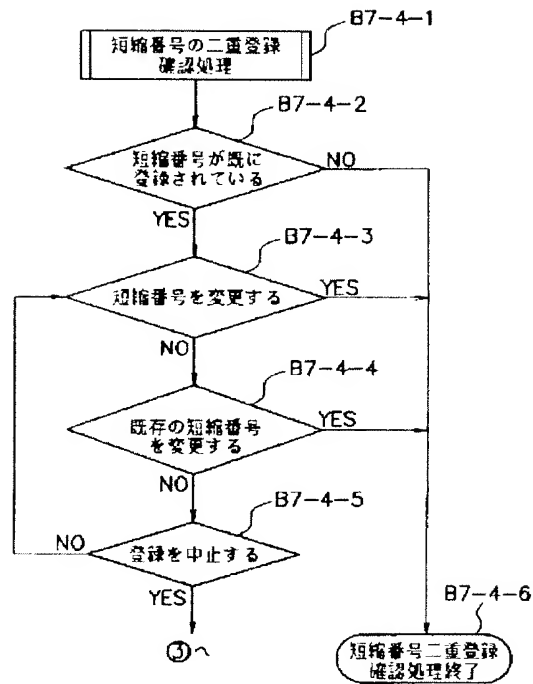 B7-4-1
短縮番号の二重登録
確認処理
B7-4-2
短縮番号が既に
登録されている
NO
YES
B7-4-3
短縮番号を変更する
YES
NO
B7-4-4
既存の短縮番号
を変更する
YES
NO
B7-4-5
登録を中止する
NO
YES
③へ
B7-4-6
短縮番号二重登録
確認処理終了